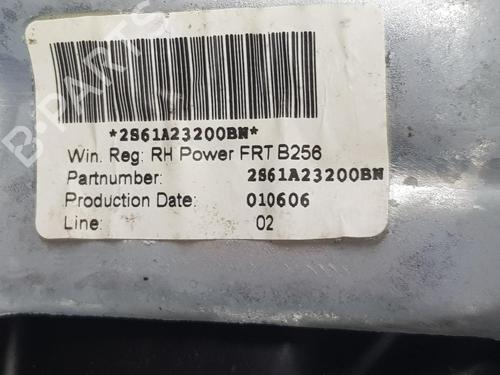 *2S61A23200BN*
Win. Reg: RH Power FRT B256
Partnumber: 2S61A23200BN
Production Date: 010606
Line: 02
B-PARTS